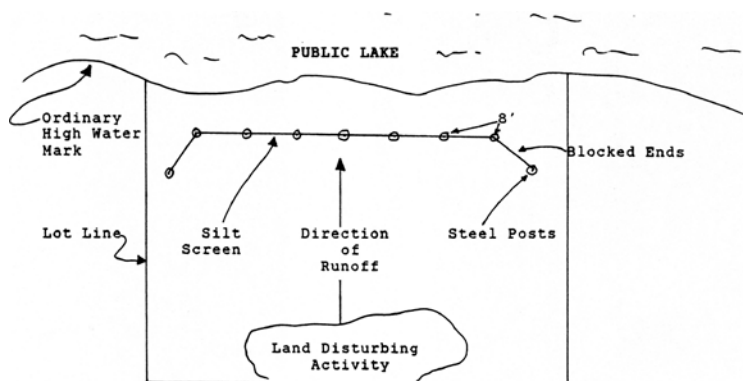 PUBLIC LAKE
Ordinary
High Water
Mark
8'
Blocked Ends
Lot Line
Silt
Screen
Direction
of
Runoff
Steel Posts
Land Disturbing
Activity